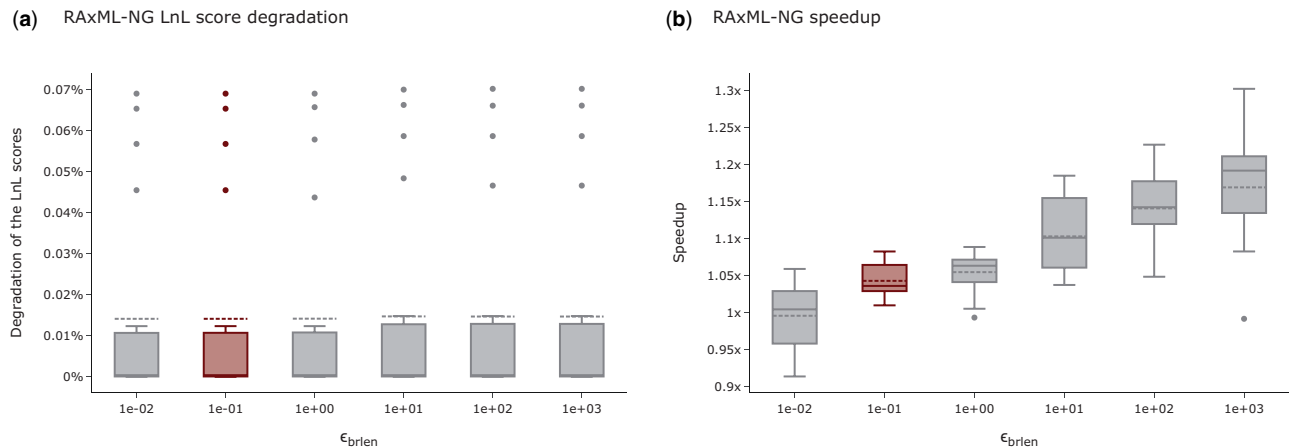 (a) RAxML-NG LnL score degradation
Degradation of the LnL scores
0.07%
0.06%
0.05%
0.04%
0.03%
0.02%
0.01%
0%
1e-02 1e-01 1e+00 1e+01 1e+02 1e+03
ϵbrlen
(b) RAxML-NG speedup
Speedup
1.3x
1.25x
1.2x
1.15x
1.1x
1.05x
1x
0.95x
0.9x
1e-02 1e-01 1e+00 1e+01 1e+02 1e+03
ϵbrlen